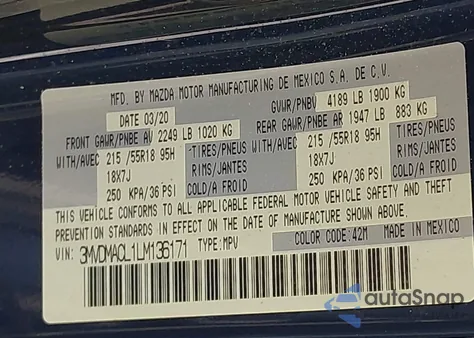 MFD. BY MAZDA MOTOR MANUFACTURING DE MEXICO S.A. DE C.V.
DATE 03/20 GVWR/PNBV 4189 LB 1900 KG
FRONT GAWR/PNBE AV 2249 LB 1020 KG REAR GAWR/PNBE AR 1947 LB 883 KG
WITH/AVEC 215 /55R18 95H TIRES/PNEUS WITH/AVEC 215 /55R18 95H TIRES/PNEUS
18X7J RIMS/JANTES 18X7J RIMS/JANTES
250 KPA/36 PSI COLD/A FROID 250 KPA/36 PSI COLD/A FROID
THIS VEHICLE CONFORMS TO ALL APPLICABLE FEDERAL MOTOR VEHICLE SAFETY AND THEFT
PREVENTION STANDARDS IN EFFECT ON THE DATE OF MANUFACTURE SHOWN ABOVE.
VIN: 3MVDMACL1LM136171 TYPE: MPV COLOR CODE: 42M MADE IN MEXICO
autoSnap